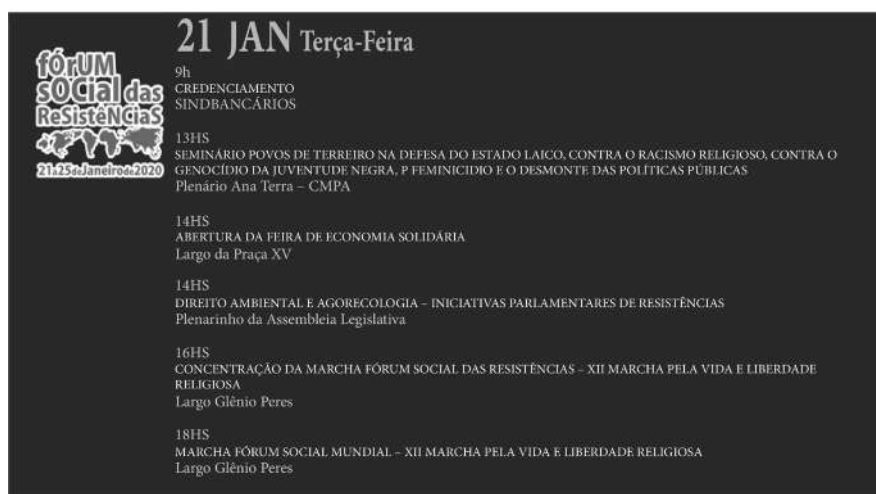 fórUM
sOCial das
ReSistêNciaS
21a25deJaneirode2020
21 JAN Terça-Feira
9h
CREDENCIAMENTO
SINDBANCÁRIOS
13HS
SEMINÁRIO POVOS DE TERREIRO NA DEFESA DO ESTADO LAICO, CONTRA O RACISMO RELIGIOSO, CONTRA O
GENOCÍDIO DA JUVENTUDE NEGRA, P FEMINICIDIO E O DESMONTE DAS POLÍTICAS PÚBLICAS
Plenário Ana Terra – CMPA
14HS
ABERTURA DA FEIRA DE ECONOMIA SOLIDÁRIA
Largo da Praça XV
14HS
DIREITO AMBIENTAL E AGORECOLOGIA – INICIATIVAS PARLAMENTARES DE RESISTÊNCIAS
Plenarinho da Assembleia Legislativa
16HS
CONCENTRAÇÃO DA MARCHA FÓRUM SOCIAL DAS RESISTÊNCIAS – XII MARCHA PELA VIDA E LIBERDADE
RELIGIOSA
Largo Glênio Peres
18HS
MARCHA FÓRUM SOCIAL MUNDIAL – XII MARCHA PELA VIDA E LIBERDADE RELIGIOSA
Largo Glênio Peres